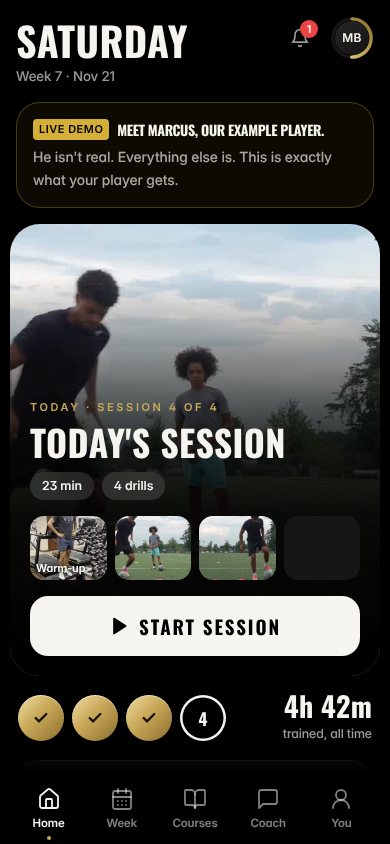 SATURDAY
Week 7 · Nov 21
1
MB
LIVE DEMO MEET MARCUS, OUR EXAMPLE PLAYER.
He isn't real. Everything else is. This is exactly
what your player gets.
TODAY · SESSION 4 OF 4
TODAY'S SESSION
23 min 4 drills
Warm-up
START SESSION
4
4h 42m
trained, all time
Home Week Courses Coach You